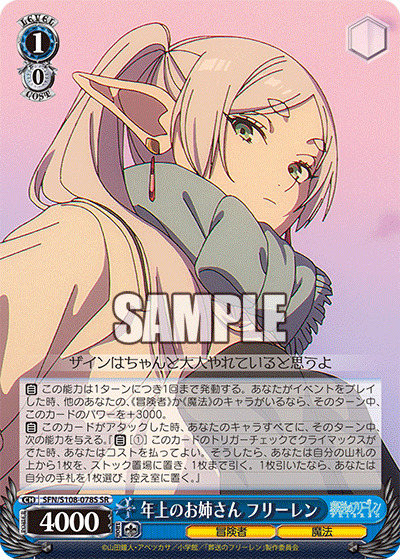 LEVEL
1
0
COST
SAMPLE
ザインはちゃんと大人やれていると思うよ
自 この能力は1ターンにつき1回まで発動する。あなたがイベントをプレイ
した時、他のあなたの、《冒険者》か《魔法》のキャラがいるなら、そのターン中、
このカードのパワーを+3000。
自 このカードがアタックした時、あなたのキャラすべてに、そのターン中、
次の能力を与える。『自 [①] このカードのトリガーチェックでクライマックス
がでた時、あなたはコストを払ってよい。そうしたら、あなたは自分の山札の
上から1枚を、ストック置場に置き、1枚まで引く。1枚引いたなら、あなたは
自分の手札を1枚選び、控え室に置く。』
SFN/S108-078S SR
POWER
4000
年上のお姉さん フリーレン
葬送のフリーレン
冒険者
魔法
©山田鐘人・アベツカサ/小学館/「葬送のフリーレン」製作委員会